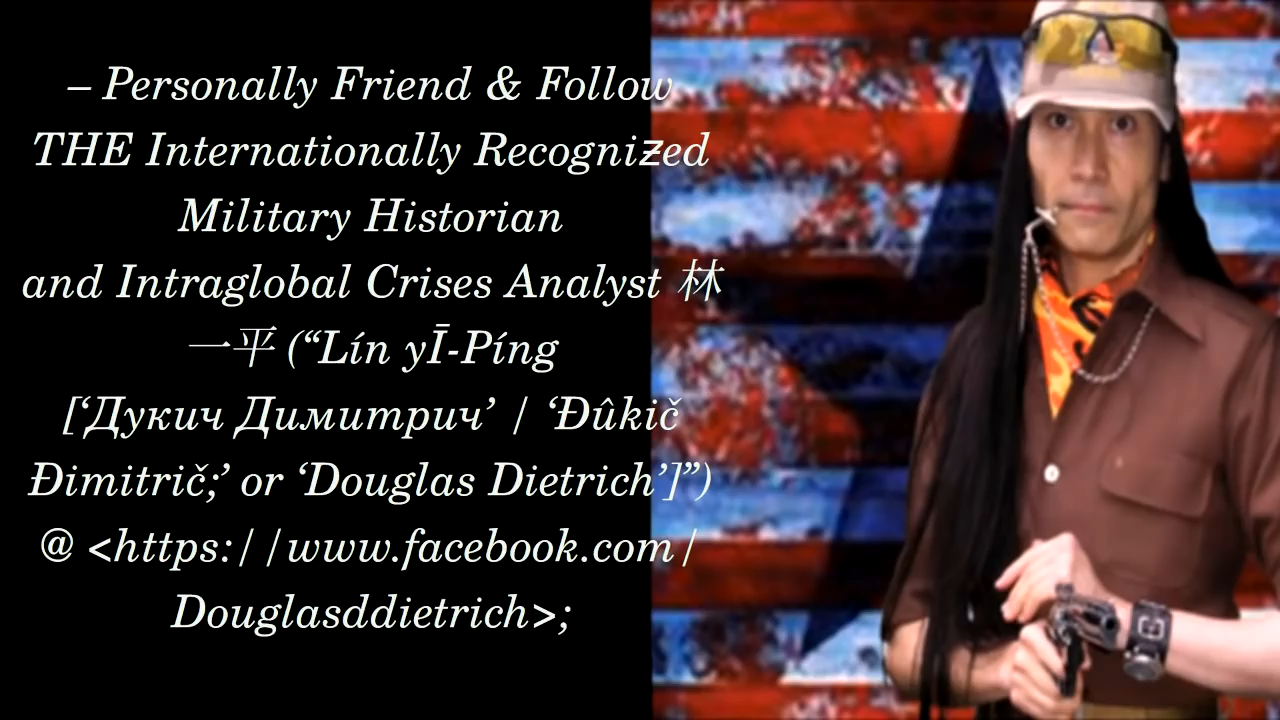 – Personally Friend & Follow
THE Internationally Recogniƶed
Military Historian
and Intraglobal Crises Analyst 林
一平 (“Lín yĪ-Píng
[‘Дукич Димитрич’ / ‘Đûkič
Đimitrič;’ or ‘Douglas Dietrich’]”)
@ <https://www.facebook.com/
Douglasddietrich>;